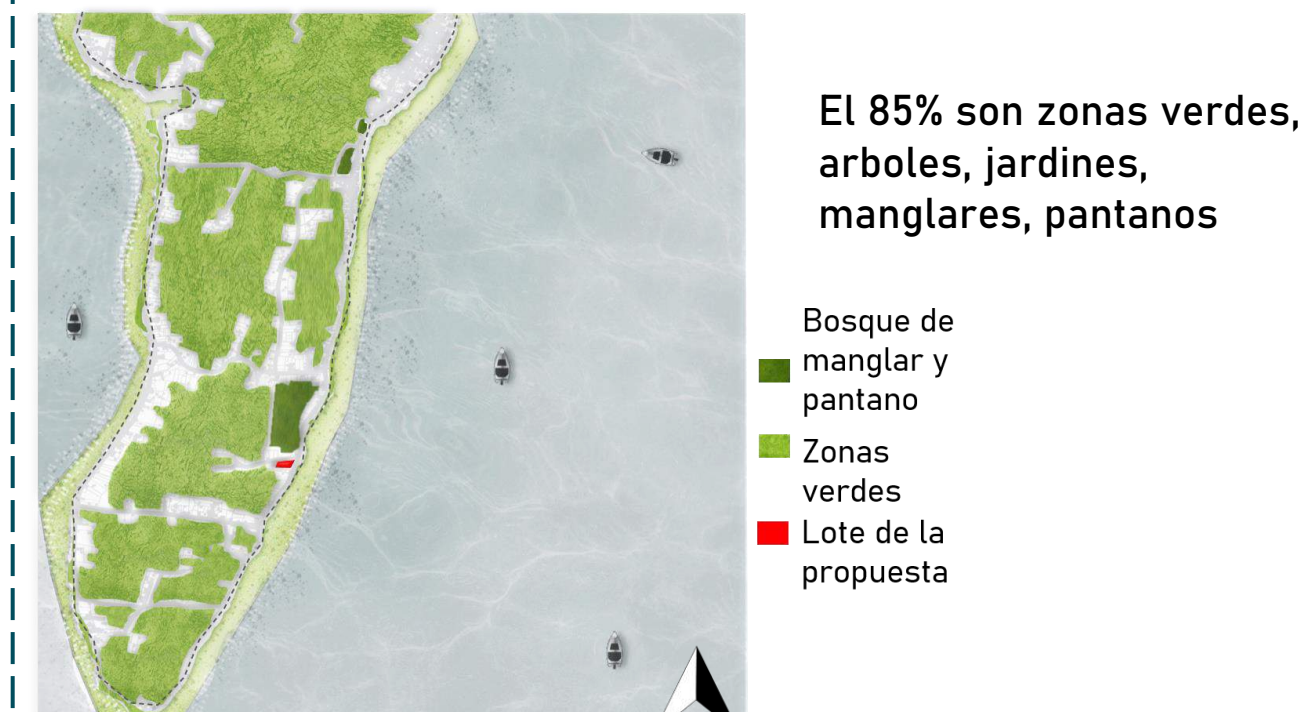 El 85% son zonas verdes,
arboles, jardines,
manglares, pantanos
Bosque de
manglar y
pantano
Zonas
verdes
Lote de la
propuesta